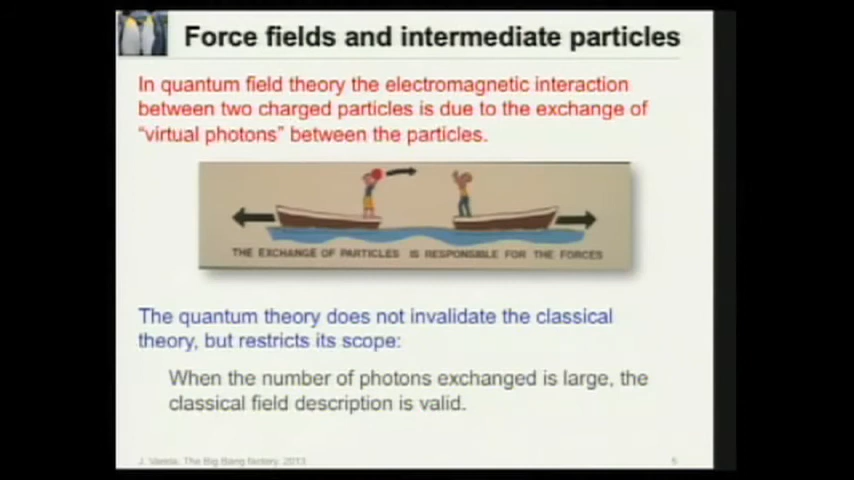 Force fields and intermediate particles
In quantum field theory the electromagnetic interaction
between two charged particles is due to the exchange of
“virtual photons” between the particles.
THE EXCHANGE OF PARTICLES IS RESPONSIBLE FOR THE FORCES
The quantum theory does not invalidate the classical
theory, but restricts its scope:
When the number of photons exchanged is large, the
classical field description is valid.
J. Varela, The Big Bang factory, 2013